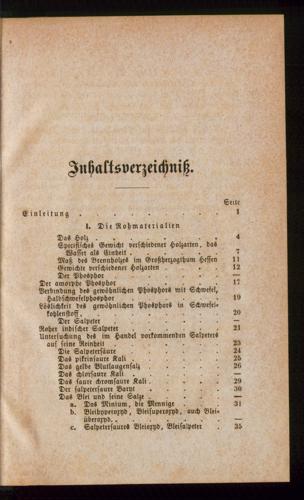 Inhaltsverzeichniß.
Seite
Einleitung . . . . . . . . 1
1. Die Rohmaterialien
Das Holz . . . . . . . . 4
Specifisches Gewicht verschiedener Holzarten, das
Wasser als Einheit . . . . . . 7
Maß des Brennholzes im Großherzogthum Hessen 11
Gewichte verschiedener Holzarten . . . . 12
Der Phosphor . . . . . . —
Der amorphe Phosphor . . . . . 17
Verbindung des gewöhnlichen Phosphors mit Schwefel,
Halbschwefelphosphor . . . . . 19
Löslichkeit des gewöhnlichen Phosphors in Schwefel-
kohlenstoff, . . . . . . 20
Der Salpeter . . . . . . —
Roher indischer Salpeter . . . . . 21
Untersuchung des im Handel vorkommenden Salpeters
auf seine Reinheit . . . . . 23
Die Salpetersäure . . . . . . 24
Das pikrinsaure Kali . . . . . 25
Das gelbe Blutlaugensalz . . . . . 26
Das chlorsaure Kali . . . . . —
Das saure chromsaure Kali . . . . . 29
Der salpetersaure Baryt . . . . . 30
Das Blei und seine Salze . . . . . —
a. Das Minium, die Mennige . . . . 31
b. Bleihyperoxyd, Bleisuperoxyd, auch Blei-
überoxyd . . . . . . —
c. Salpetersaures Bleioxyd, Bleisalpeter . . 35